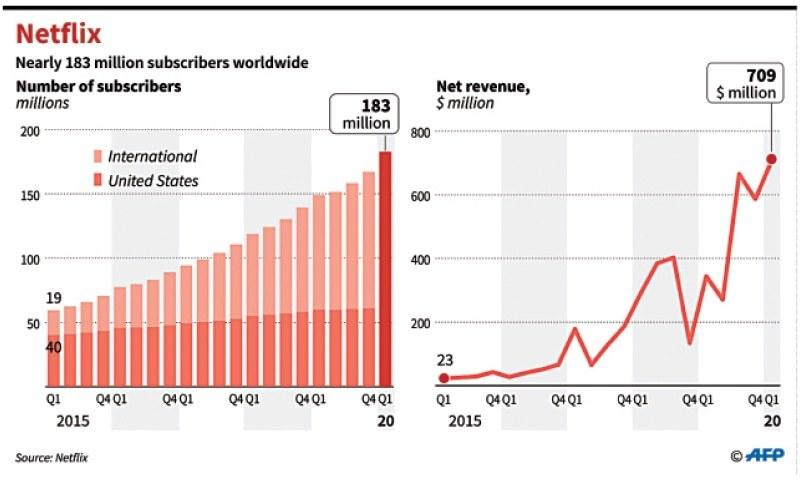 Netflix
Nearly 183 million subscribers worldwide
Number of subscribers
millions
183
million
200
150
100
50
International
United States
19
40
Q1 Q4 Q1 Q4 Q1 Q4 Q1 Q4 Q1 Q4 Q1
2015 20
Net revenue,
$ million
709
$ million
800
600
400
200
23
Q1 Q4 Q1 Q4 Q1 Q4 Q1 Q4 Q1 Q4 Q1
2015 20
Source: Netflix
© AFP